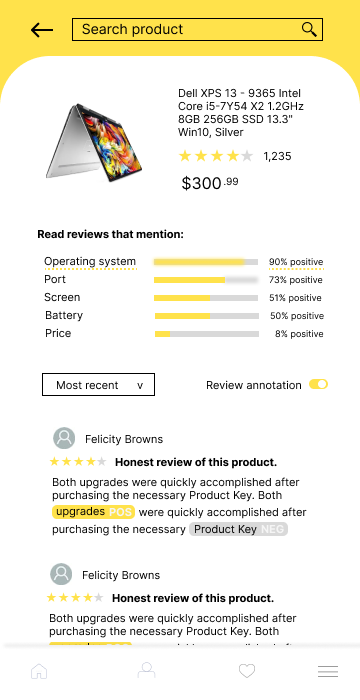 Search product
Dell XPS 13 - 9365 Intel
Core i5-7Y54 X2 1.2GHz
8GB 256GB SSD 13.3"
Win10, Silver
1,235
$300.99
Read reviews that mention:
Operating system 90% positive
Port 73% positive
Screen 51% positive
Battery 50% positive
Price 8% positive
Most recent v
Review annotation
Felicity Browns
Honest review of this product.
Both upgrades were quickly accomplished after
purchasing the necessary Product Key. Both
upgrades POS were quickly accomplished after
purchasing the necessary Product Key NEG
Felicity Browns
Honest review of this product.
Both upgrades were quickly accomplished after
purchasing the necessary Product Key. Both